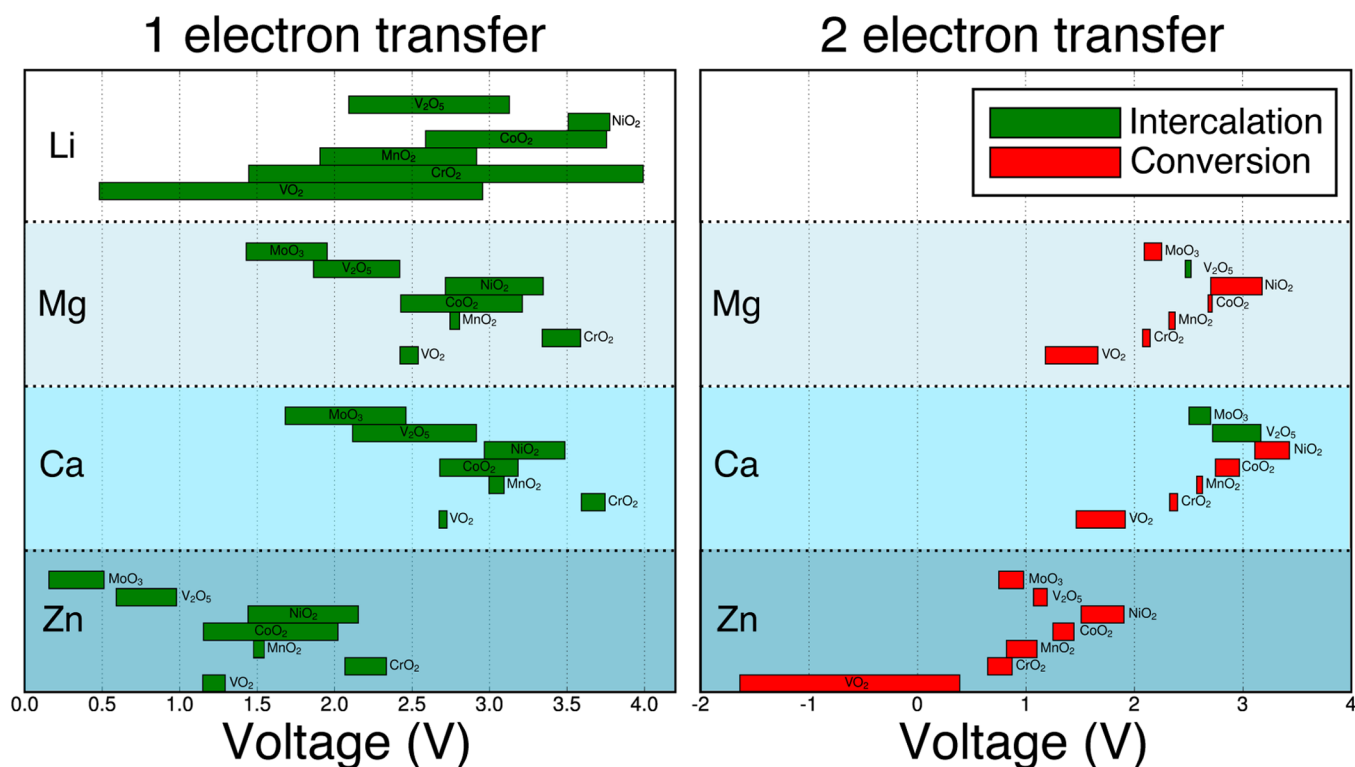 1 electron transfer
2 electron transfer
Li
V₂O₅
NiO₂
CoO₂
MnO₂
CrO₂
VO₂
Mg
MoO₃
V₂O₅
NiO₂
CoO₂
MnO₂
CrO₂
VO₂
Ca
MoO₃
V₂O₅
NiO₂
CoO₂
MnO₂
CrO₂
VO₂
Zn
MoO₃
V₂O₅
NiO₂
CoO₂
MnO₂
CrO₂
VO₂
0.0 0.5 1.0 1.5 2.0 2.5 3.0 3.5 4.0
Voltage (V)
Intercalation
Conversion
Mg
MoO₃
V₂O₅
NiO₂
CoO₂
MnO₂
CrO₂
VO₂
Ca
MoO₃
V₂O₅
NiO₂
CoO₂
MnO₂
CrO₂
VO₂
Zn
MoO₃
V₂O₅
NiO₂
CoO₂
MnO₂
CrO₂
VO₂
-2 -1 0 1 2 3 4
Voltage (V)